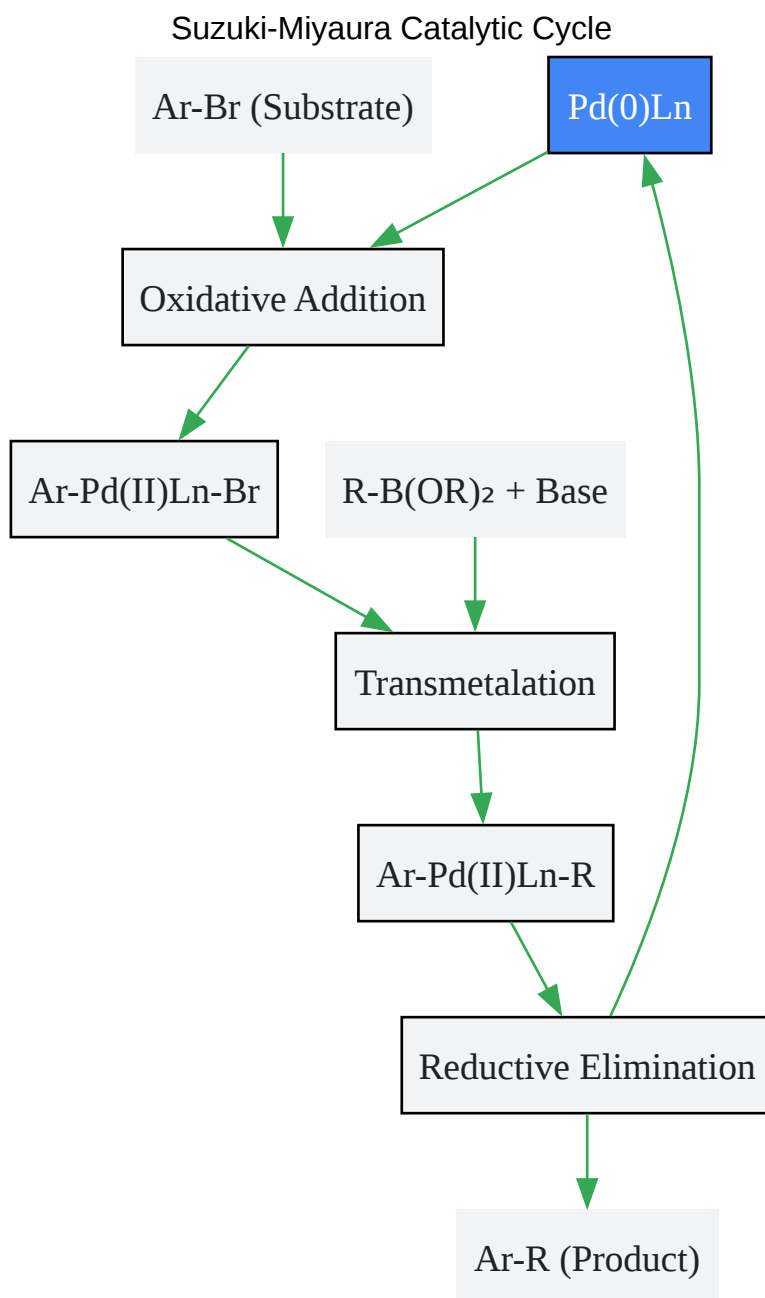 Suzuki-Miyaura Catalytic Cycle
Ar-Br (Substrate)
Pd(0)Ln
Oxidative Addition
Ar-Pd(II)Ln-Br
R-B(OR)₂ + Base
Transmetalation
Ar-Pd(II)Ln-R
Reductive Elimination
Ar-R (Product)